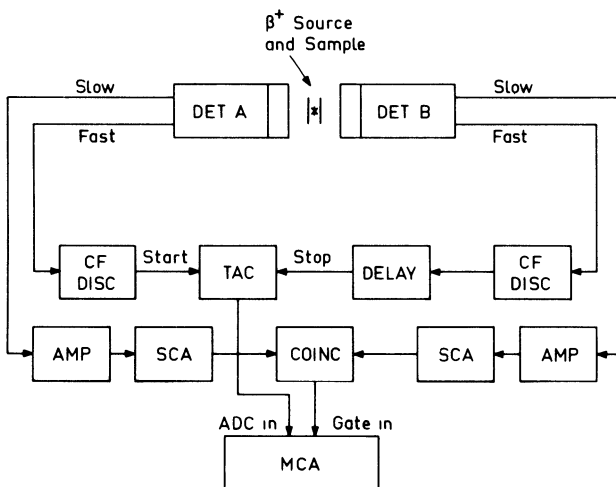 β⁺ Source
and Sample
Slow
Slow
DET A
*
DET B
Fast
Fast
CF
DISC
Start
TAC
Stop
DELAY
CF
DISC
AMP
SCA
COINC
SCA
AMP
ADC in
Gate in
MCA